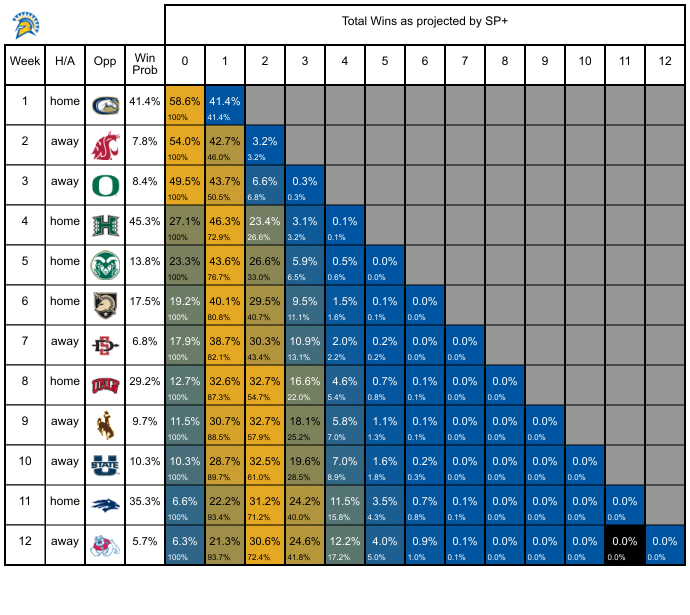 Total Wins as projected by SP+
Week H/A Opp Win Prob 0 1 2 3 4 5 6 7 8 9 10 11 12
1 home C 41.4% 58.6% 41.4%
100% 41.4%
2 away 7.8% 54.0% 42.7% 3.2%
100% 46.0% 3.2%
3 away O 8.4% 49.5% 43.7% 6.6% 0.3%
100% 50.5% 6.8% 0.3%
4 home H 45.3% 27.1% 46.3% 23.4% 3.1% 0.1%
100% 72.9% 26.6% 3.2% 0.1%
5 home 13.8% 23.3% 43.6% 26.6% 5.9% 0.5% 0.0%
100% 76.7% 33.0% 6.5% 0.6% 0.0%
6 home 17.5% 19.2% 40.1% 29.5% 9.5% 1.5% 0.1% 0.0%
100% 80.8% 40.7% 11.1% 1.6% 0.1% 0.0%
7 away SD 6.8% 17.9% 38.7% 30.3% 10.9% 2.0% 0.2% 0.0% 0.0%
100% 82.1% 43.4% 13.1% 2.2% 0.2% 0.0% 0.0%
8 home UNLV 29.2% 12.7% 32.6% 32.7% 16.6% 4.6% 0.7% 0.1% 0.0% 0.0%
100% 87.3% 54.7% 22.0% 5.4% 0.8% 0.1% 0.0% 0.0%
9 away 9.7% 11.5% 30.7% 32.7% 18.1% 5.8% 1.1% 0.1% 0.0% 0.0% 0.0%
100% 88.5% 57.9% 25.2% 7.0% 1.3% 0.1% 0.0% 0.0% 0.0%
10 away U STATE 10.3% 10.3% 28.7% 32.5% 19.6% 7.0% 1.6% 0.2% 0.0% 0.0% 0.0% 0.0%
100% 89.7% 61.0% 28.5% 8.9% 1.8% 0.3% 0.0% 0.0% 0.0% 0.0%
11 home 35.3% 6.6% 22.2% 31.2% 24.2% 11.5% 3.5% 0.7% 0.1% 0.0% 0.0% 0.0% 0.0%
100% 93.4% 71.2% 40.0% 15.8% 4.3% 0.8% 0.1% 0.0% 0.0% 0.0% 0.0%
12 away 5.7% 6.3% 21.3% 30.6% 24.6% 12.2% 4.0% 0.9% 0.1% 0.0% 0.0% 0.0% 0.0% 0.0%
100% 93.7% 72.4% 41.8% 17.2% 5.0% 1.0% 0.1% 0.0% 0.0% 0.0% 0.0% 0.0%